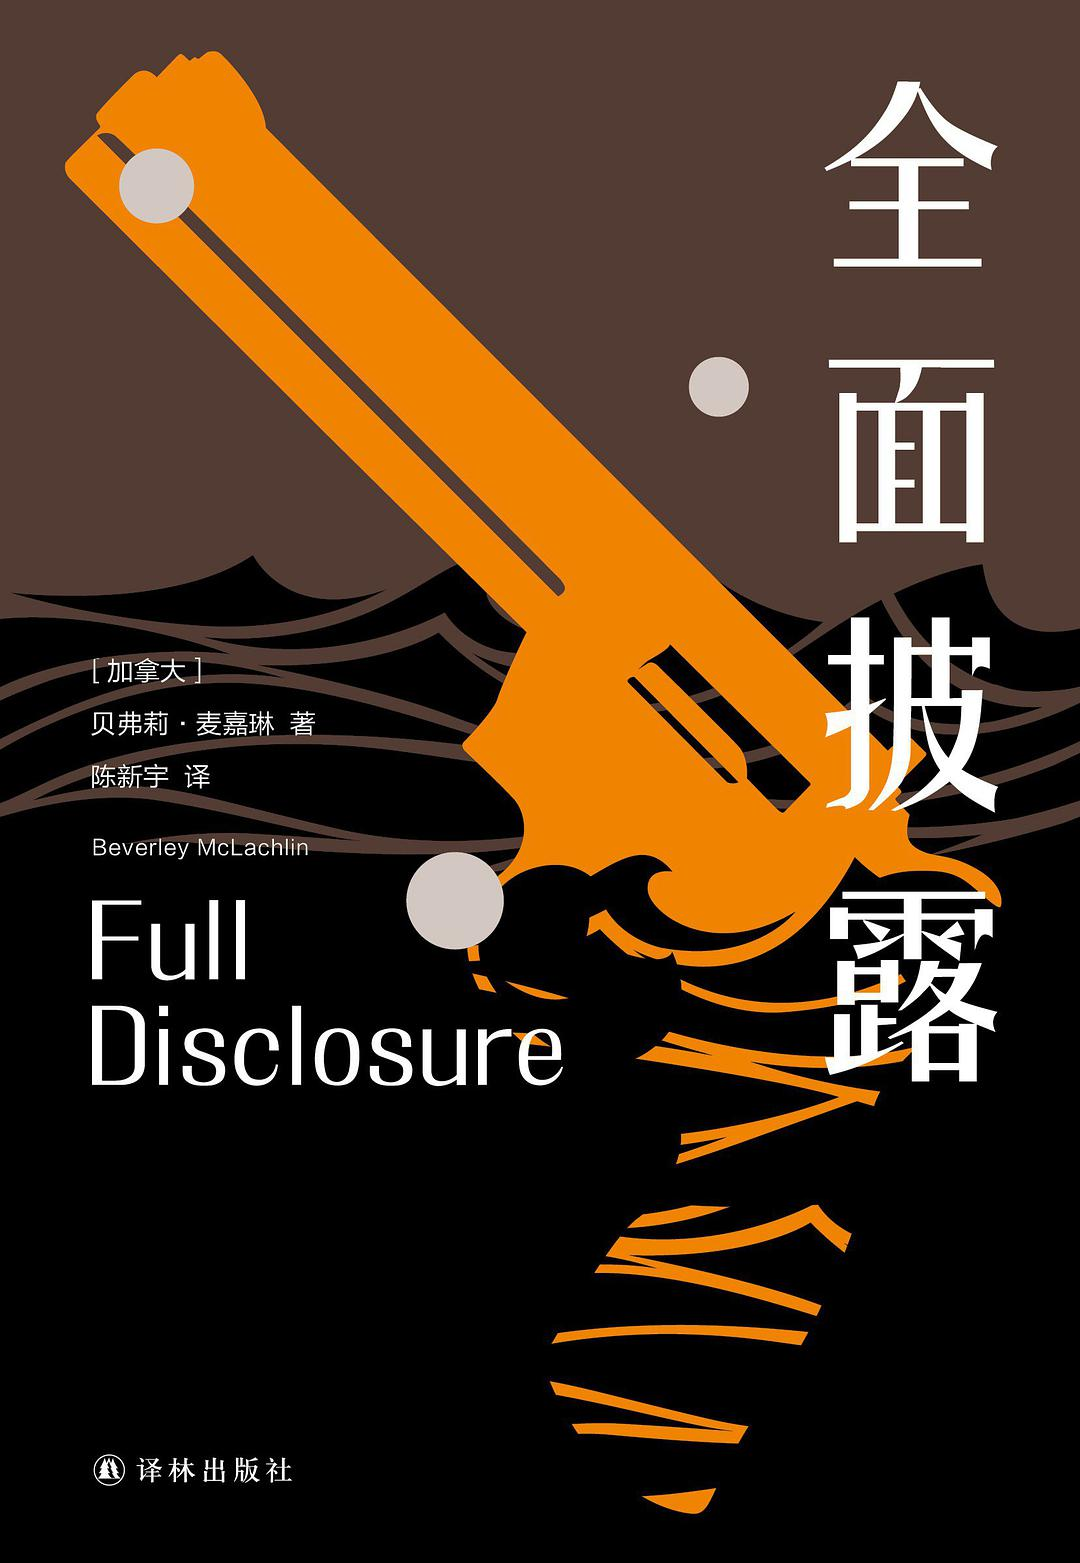 全面披露
[加拿大]
贝弗莉·麦嘉琳 著
陈新宇 译
Beverley McLachlin
Full
Disclosure
译林出版社